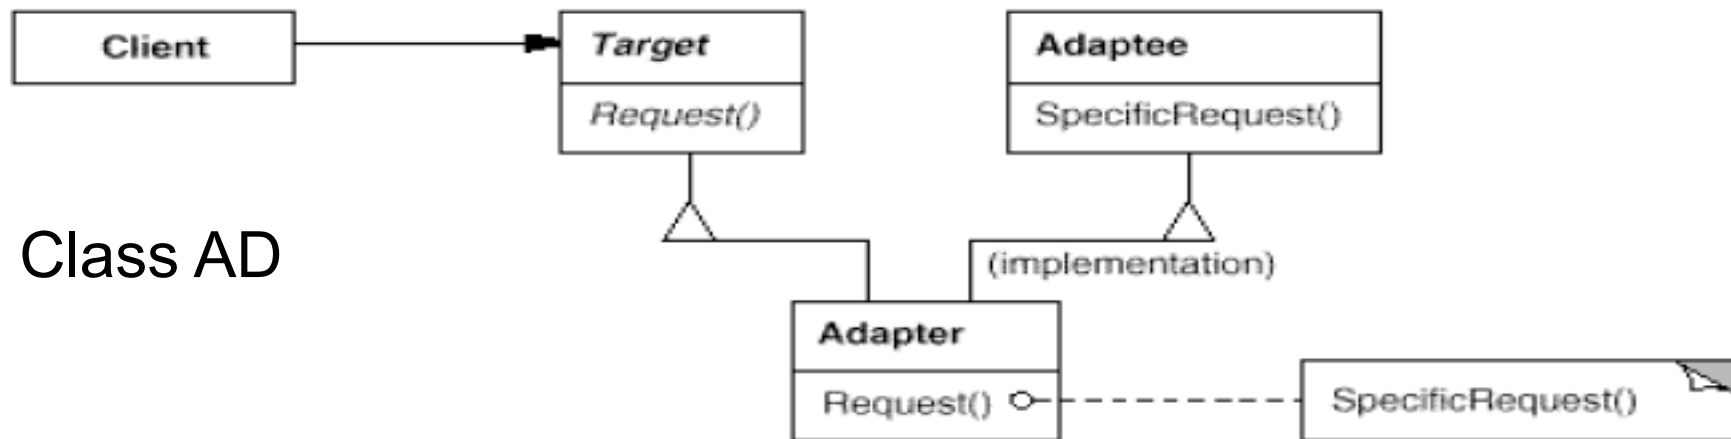 Client
Target
Adaptee
Request()
SpecificRequest()
Class AD
(implementation)
Adapter
Request()
SpecificRequest()